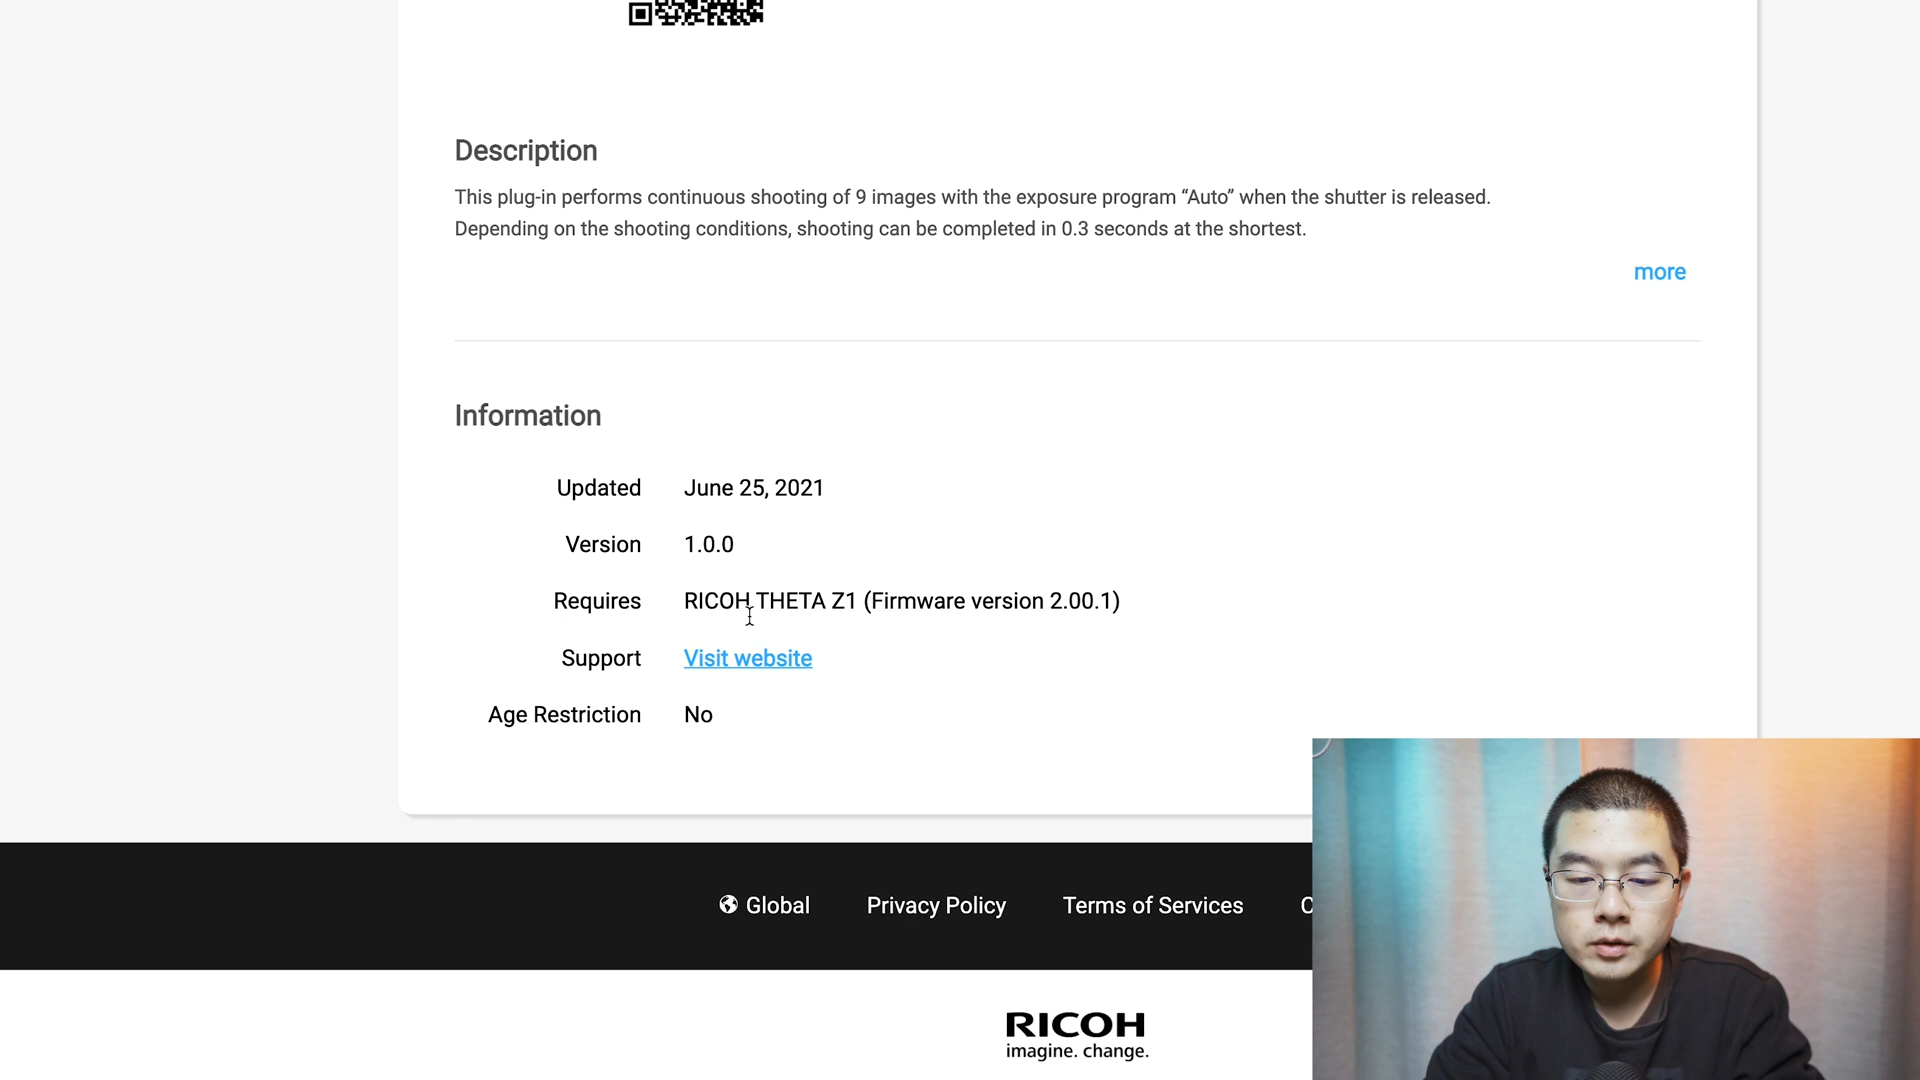 Description
This plug-in performs continuous shooting of 9 images with the exposure program “Auto” when the shutter is released.
Depending on the shooting conditions, shooting can be completed in 0.3 seconds at the shortest.
more
Information
Updated June 25, 2021
Version 1.0.0
Requires RICOH THETA Z1 (Firmware version 2.00.1)
Support Visit website
Age Restriction No
Global Privacy Policy Terms of Services
RICOH
imagine. change.